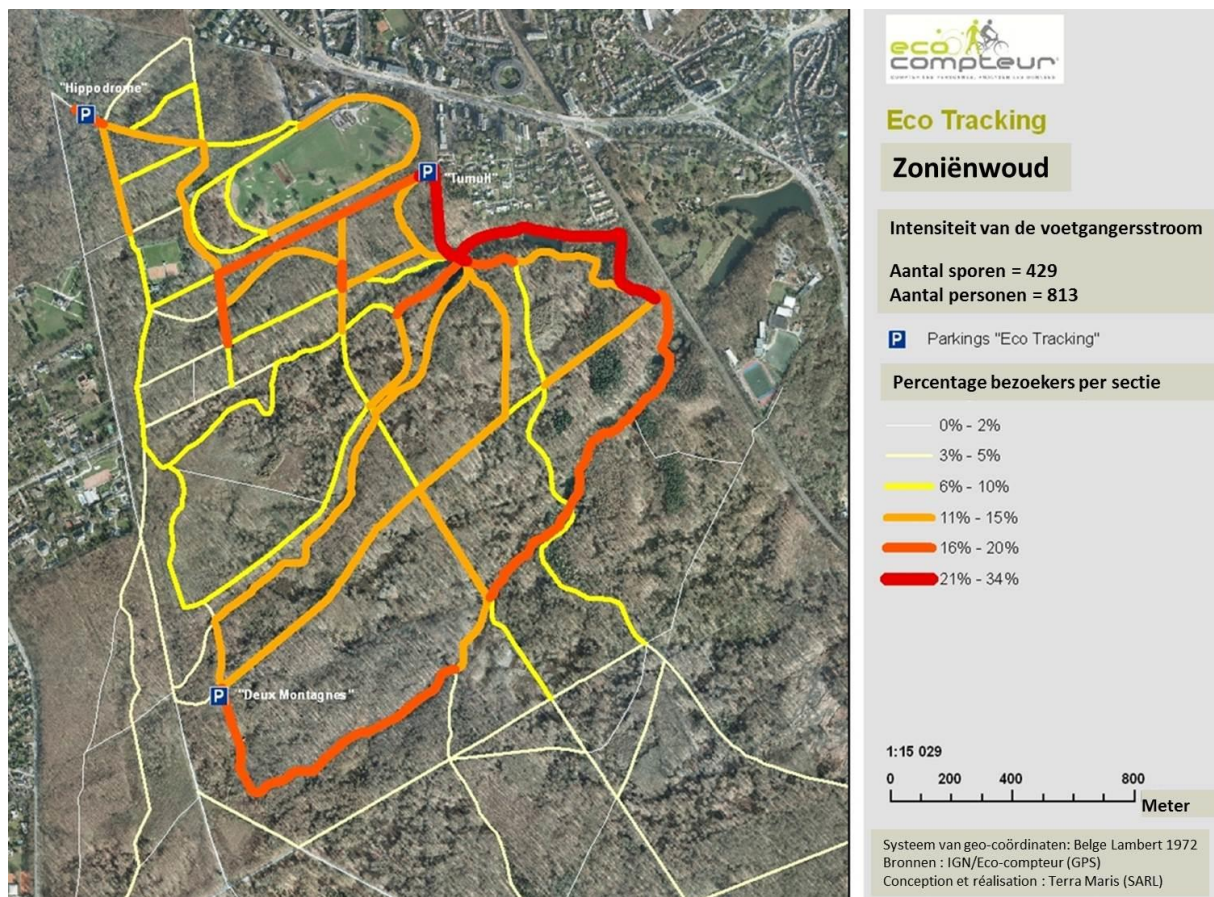 "Hippodrome"
P
P
"Tumuli"
P
"Deux Montagnes"
P
eco
compteur
Eco Tracking
Zoniënwoud
Intensiteit van de voetgangersstroom
Aantal sporen = 429
Aantal personen = 813
P Parkings "Eco Tracking"
Percentage bezoekers per sectie
0% - 2%
3% - 5%
6% - 10%
11% - 15%
16% - 20%
21% - 34%
1:15 029
0 200 400 800
Meter
Systeem van geo-coördinaten: Belge Lambert 1972
Bronnen : IGN/Eco-compteur (GPS)
Conception et réalisation : Terra Maris (SARL)